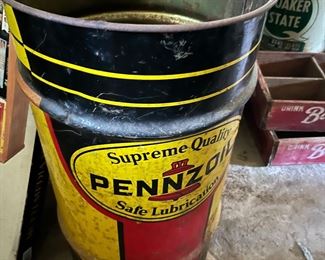 Supreme Quality
PENNZOIL
Safe Lubrication
QUAKER
STATE
DRINK
DRINK